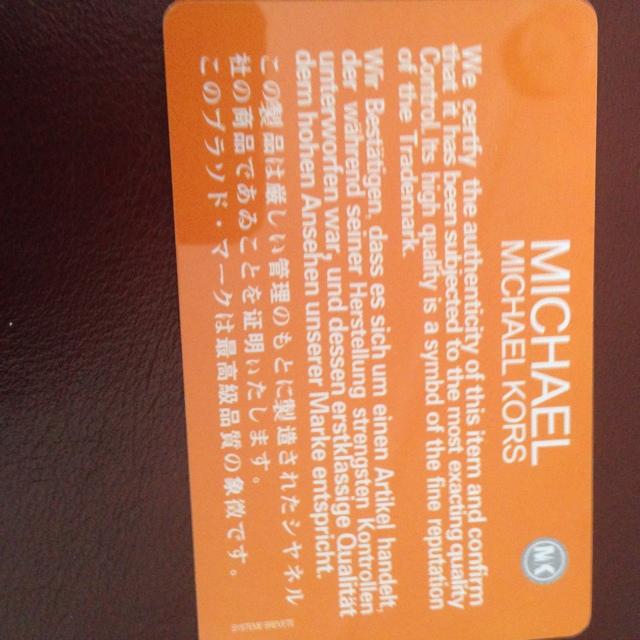 MICHAEL
MICHAEL KORS
MK
We certfy the authenticity of this item and confirm
that it has been subjected to the most exacting quality
Control. Its high quality is a symbol of the fine reputation
of the Trademark.
Wir Bestätigen, dass es sich um einen Artikel handelt.
der während seiner Herstellung strengsten Kontrollen
unterworfen war, und dessen erstklassige Qualität
dem hohen Ansehen unserer Marke entspricht.
この製品は厳しい管理のもとに製造されたシヤネル
社の商品であることを証明いたします。
このブラソド・マークは最高級品質の象徴です。